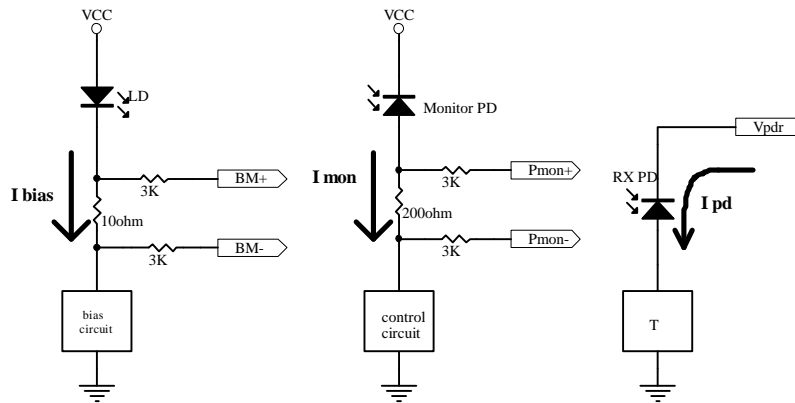 VCC
LD
I bias
BM+
3K
10ohm
BM-
3K
bias
circuit
VCC
Monitor PD
I mon
Pmon+
3K
200ohm
Pmon-
3K
control
circuit
Vpdr
RX PD
I pd
T